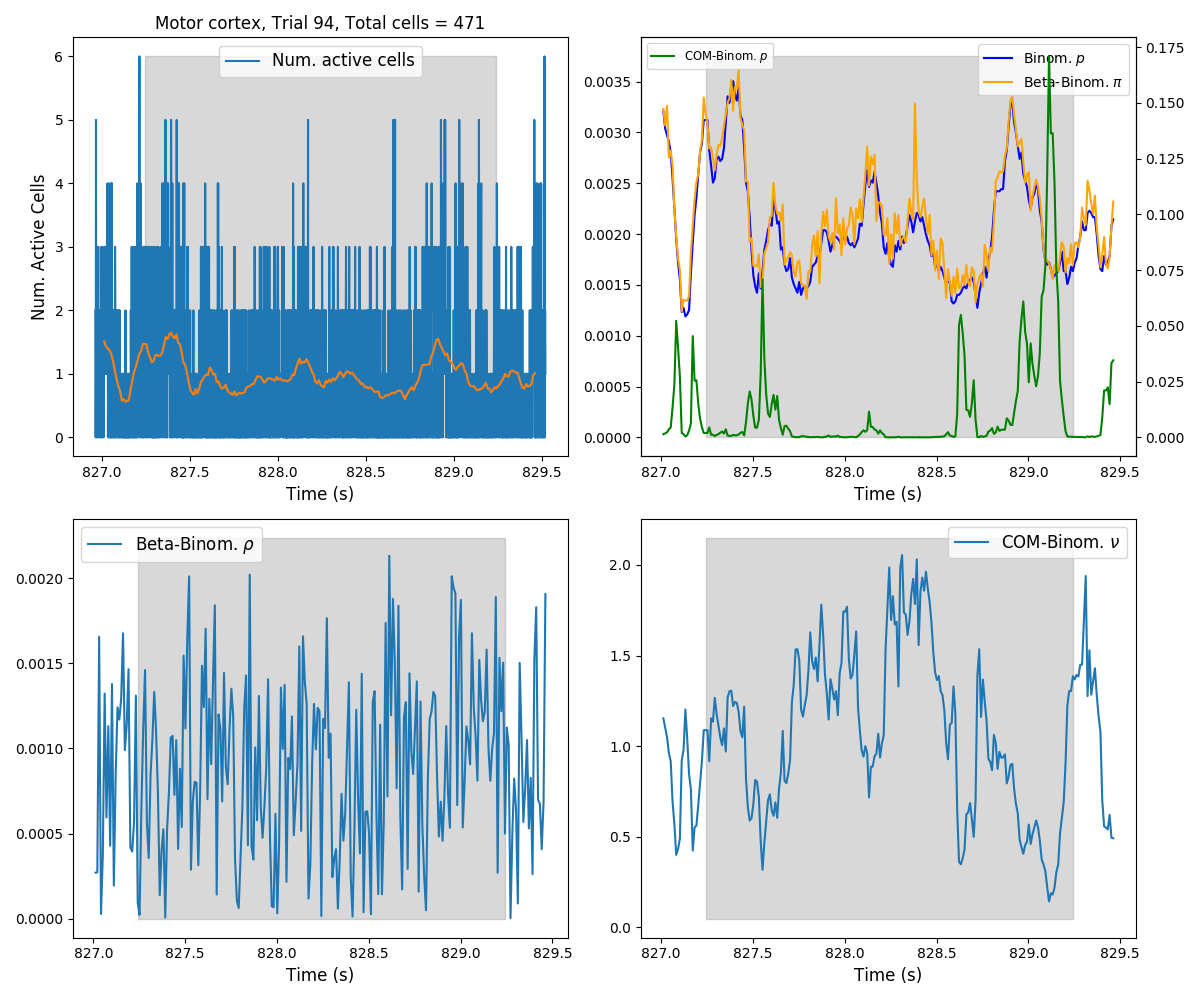 Motor cortex, Trial 94, Total cells = 471
Num. active cells
Num. Active Cells
6
5
4
3
2
1
0
827.0 827.5 828.0 828.5 829.0 829.5
Time (s)
COM-Binom. p
Binom. p
Beta-Binom. π
0.0035
0.0030
0.0025
0.0020
0.0015
0.0010
0.0005
0.0000
0.175
0.150
0.125
0.100
0.075
0.050
0.025
0.000
827.0 827.5 828.0 828.5 829.0 829.5
Time (s)
Beta-Binom. ρ
0.0020
0.0015
0.0010
0.0005
0.0000
827.0 827.5 828.0 828.5 829.0 829.5
Time (s)
COM-Binom. ν
2.0
1.5
1.0
0.5
0.0
827.0 827.5 828.0 828.5 829.0 829.5
Time (s)